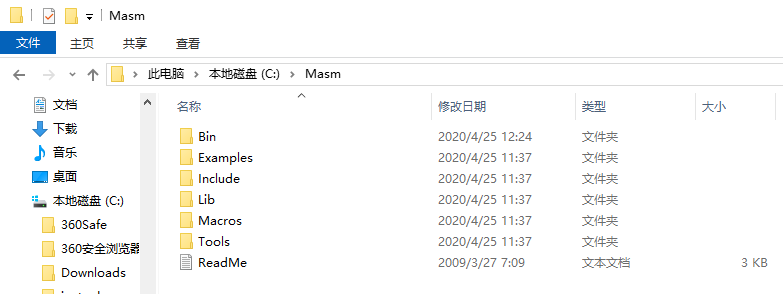 Masm
文件 主页 共享 查看
此电脑 本地磁盘 (C:) Masm
名称 修改日期 类型 大小
文档
下载
音乐
桌面
本地磁盘 (C:)
360Safe
360安全浏览器
Downloads
Bin 2020/4/25 12:24 文件夹
Examples 2020/4/25 11:37 文件夹
Include 2020/4/25 11:37 文件夹
Lib 2020/4/25 11:37 文件夹
Macros 2020/4/25 11:37 文件夹
Tools 2020/4/25 11:37 文件夹
ReadMe 2009/3/27 7:09 文本文档 3 KB